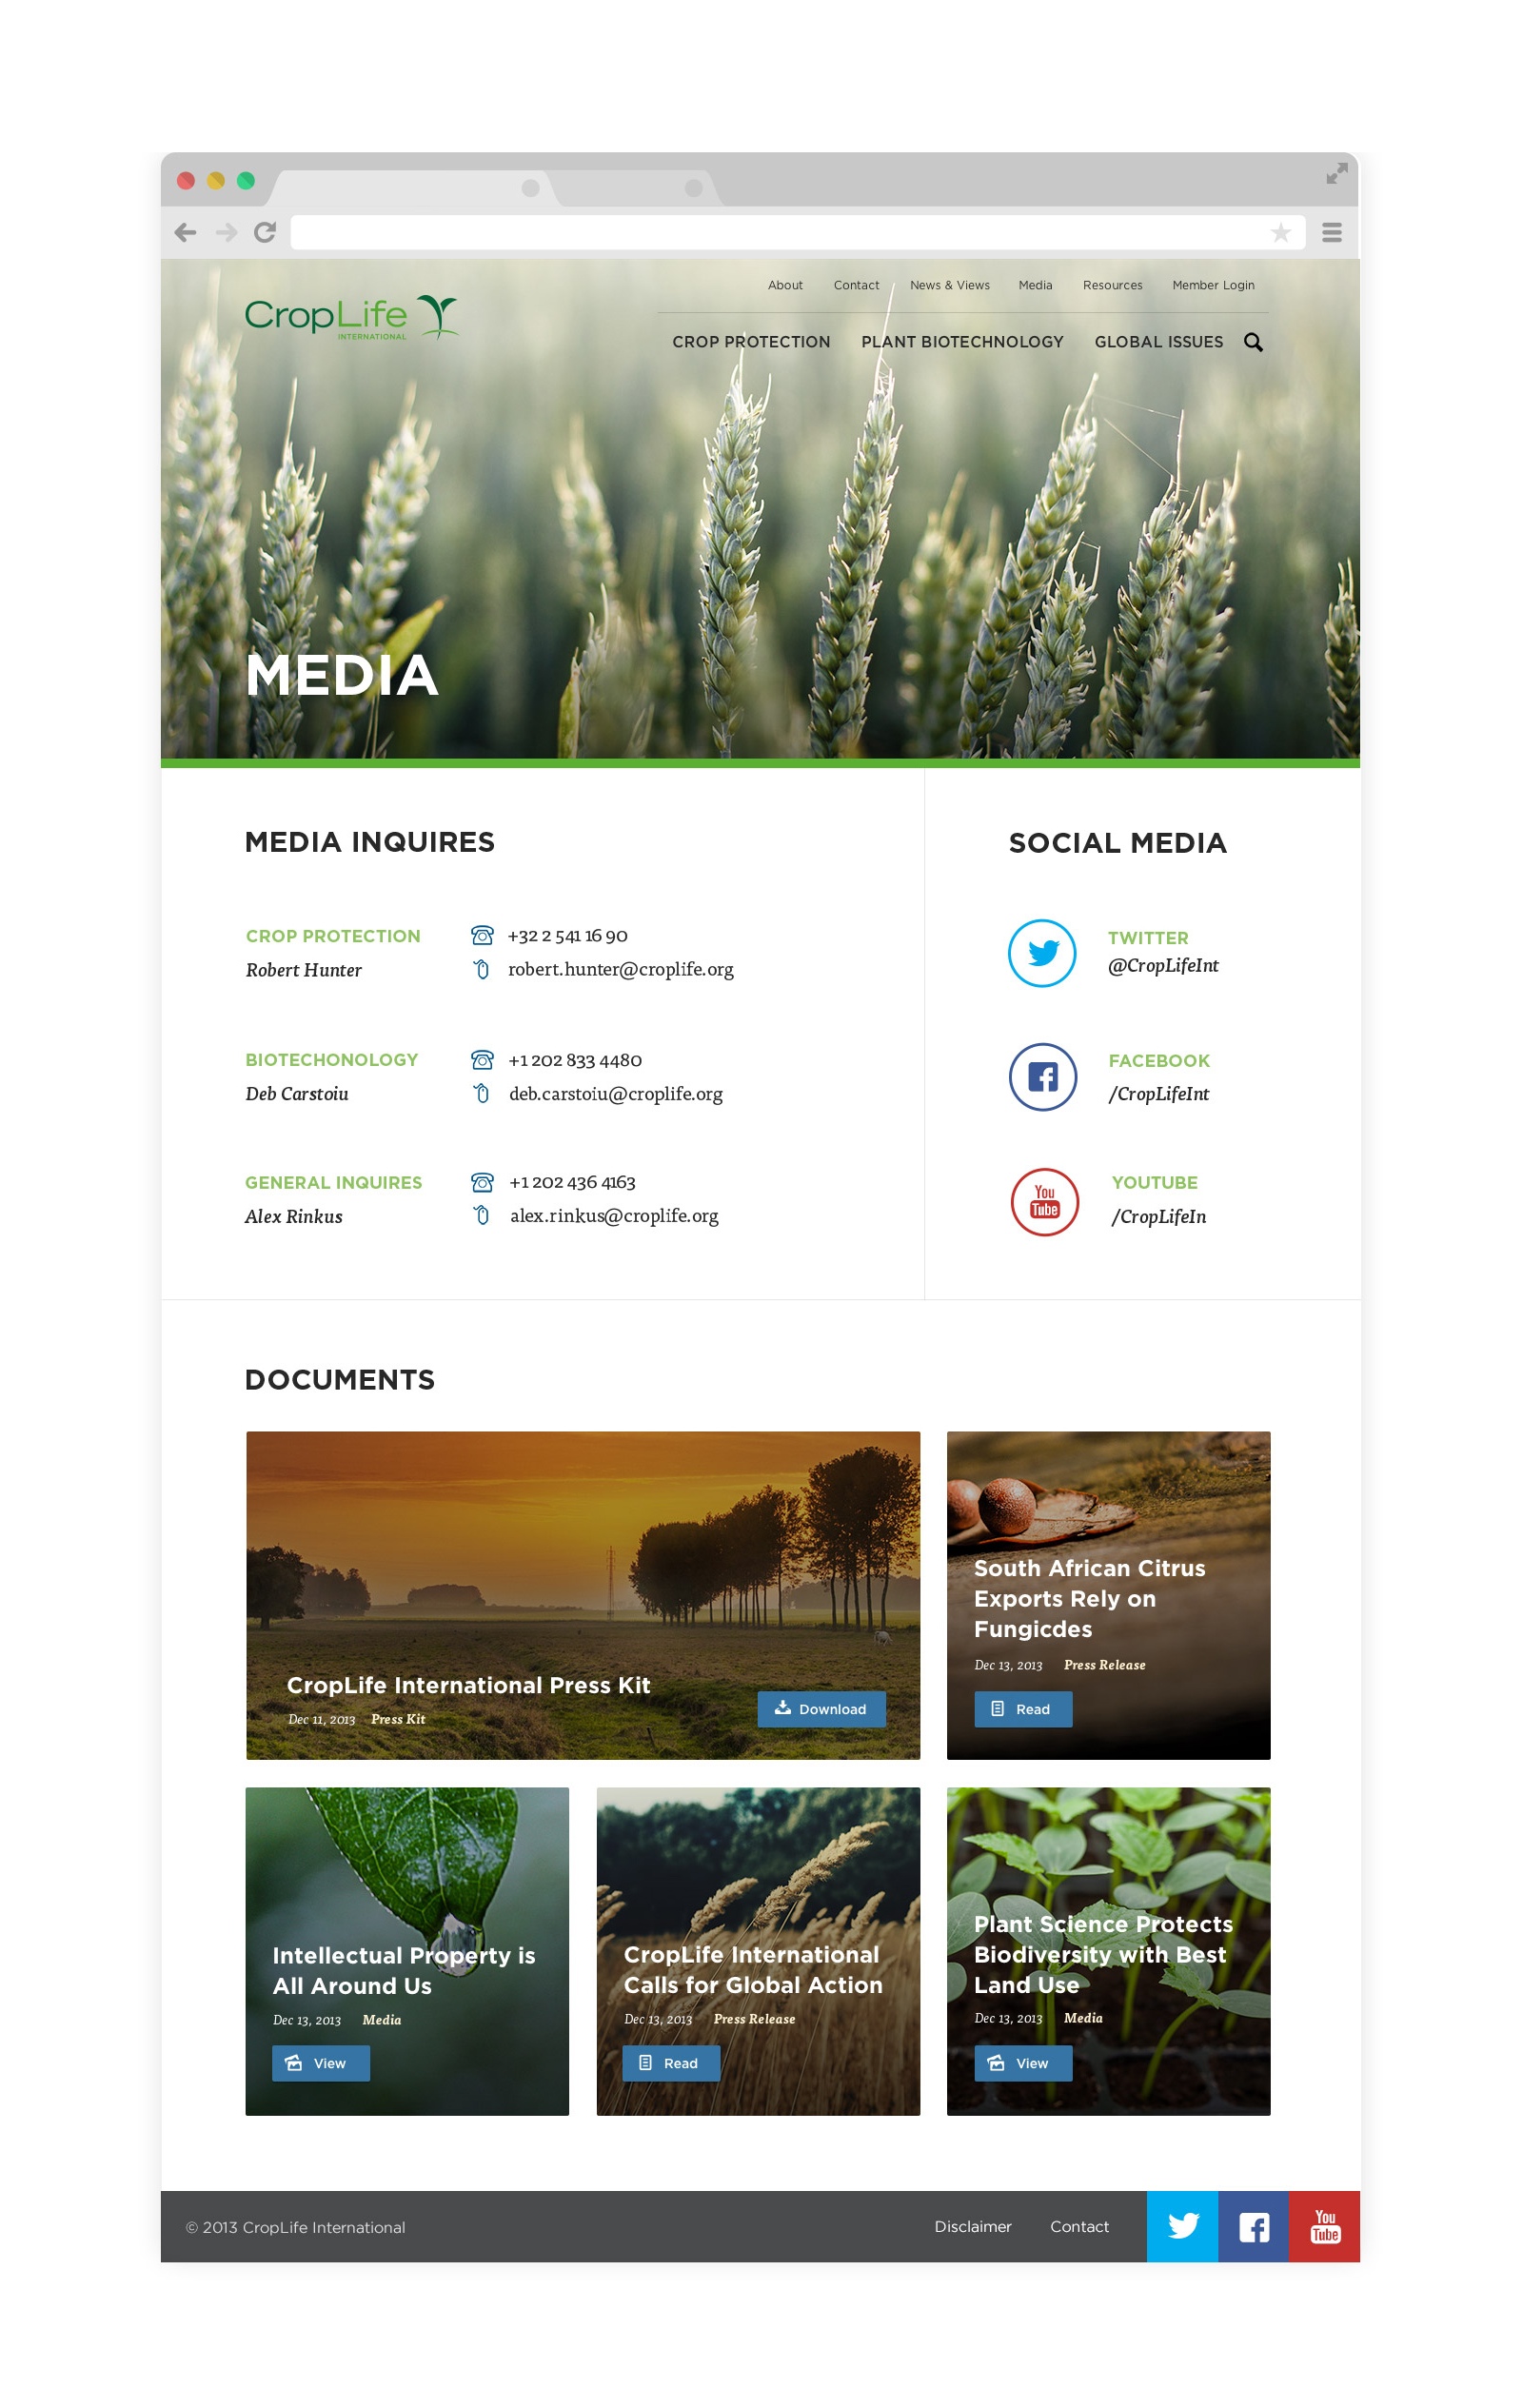 About Contact News & Views Media Resources Member Login
CropLife
INTERNATIONAL
CROP PROTECTION PLANT BIOTECHNOLOGY GLOBAL ISSUES
MEDIA
MEDIA INQUIRES
CROP PROTECTION
Robert Hunter
+32 2 541 16 90
robert.hunter@croplife.org
BIOTECHONOLOGY
Deb Carstoiu
+1 202 833 4480
deb.carstoiu@croplife.org
GENERAL INQUIRES
Alex Rinkus
+1 202 436 4163
alex.rinkus@croplife.org
SOCIAL MEDIA
TWITTER
@CropLifeInt
FACEBOOK
/CropLifeInt
You
Tube
YOUTUBE
/CropLifeIn
DOCUMENTS
CropLife International Press Kit
Dec 11, 2013 Press Kit
Download
South African Citrus
Exports Rely on
Fungicdes
Dec 13, 2013 Press Release
Read
Intellectual Property is
All Around Us
Dec 13, 2013 Media
View
CropLife International
Calls for Global Action
Dec 13, 2013 Press Release
Read
Plant Science Protects
Biodiversity with Best
Land Use
Dec 13, 2013 Media
View
© 2013 CropLife International
Disclaimer Contact
You
Tube